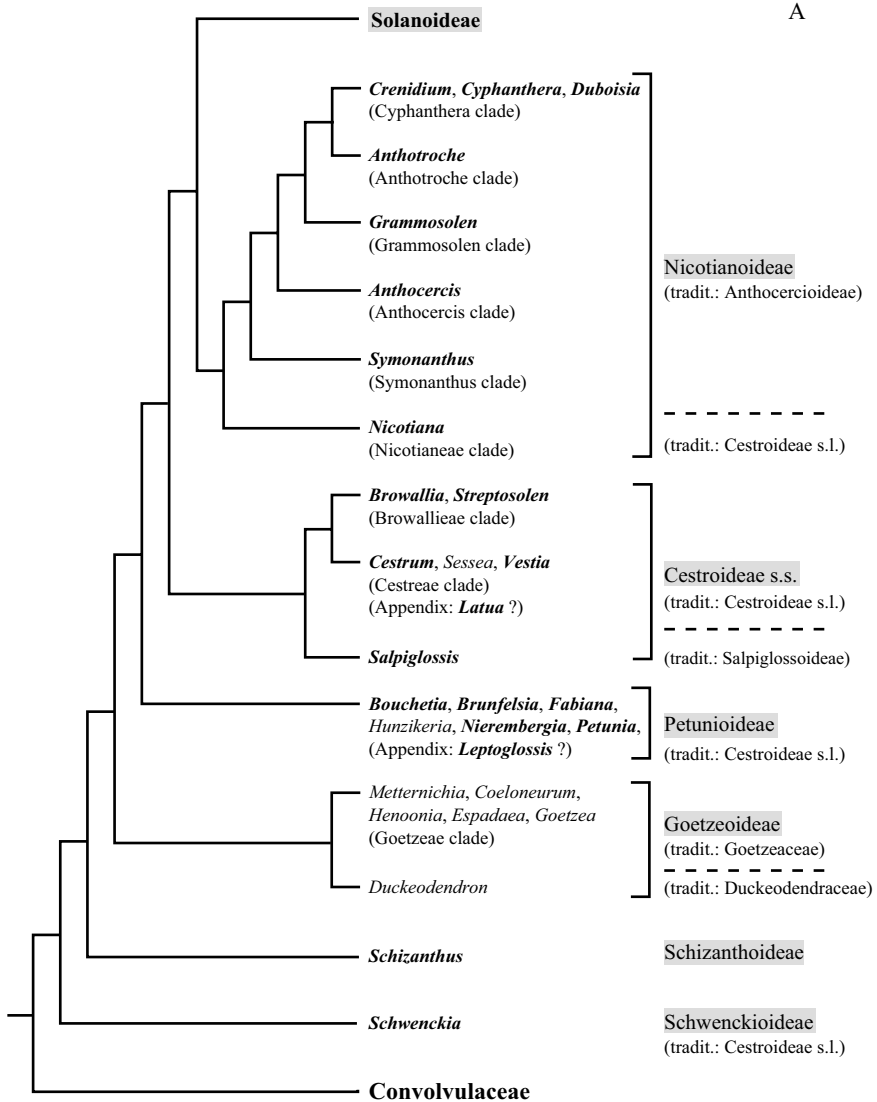 A
Solanoideae
Crenidium, Cyphanthera, Duboisia
(Cyphanthera clade)
Anthotroche
(Anthotroche clade)
Grammosolen
(Grammosolen clade)
Anthocercis
(Anthocercis clade)
Symonanthus
(Symonanthus clade)
Nicotiana
(Nicotianeae clade)
Nicotianoideae
(tradit.: Anthocercioideae)
(tradit.: Cestroideae s.l.)
Browallia, Streptosolen
(Browallieae clade)
Cestrum, Sessea, Vestia
(Cestreae clade)
(Appendix: Latua ?)
Salpiglossis
Cestroideae s.s.
(tradit.: Cestroideae s.l.)
(tradit.: Salpiglossoideae)
Bouchetia, Brunfelsia, Fabiana,
Hunzikeria, Nierembergia, Petunia,
(Appendix: Leptoglossis ?)
Petunioideae
(tradit.: Cestroideae s.l.)
Metternichia, Coeloneurum,
Henoonia, Espadaea, Goetzea
(Goetzeae clade)
Duckeodendron
Goetzeoideae
(tradit.: Goetzeaceae)
(tradit.: Duckeodendraceae)
Schizanthus
Schizanthoideae
Schwenckia
Schwenckioideae
(tradit.: Cestroideae s.l.)
Convolvulaceae